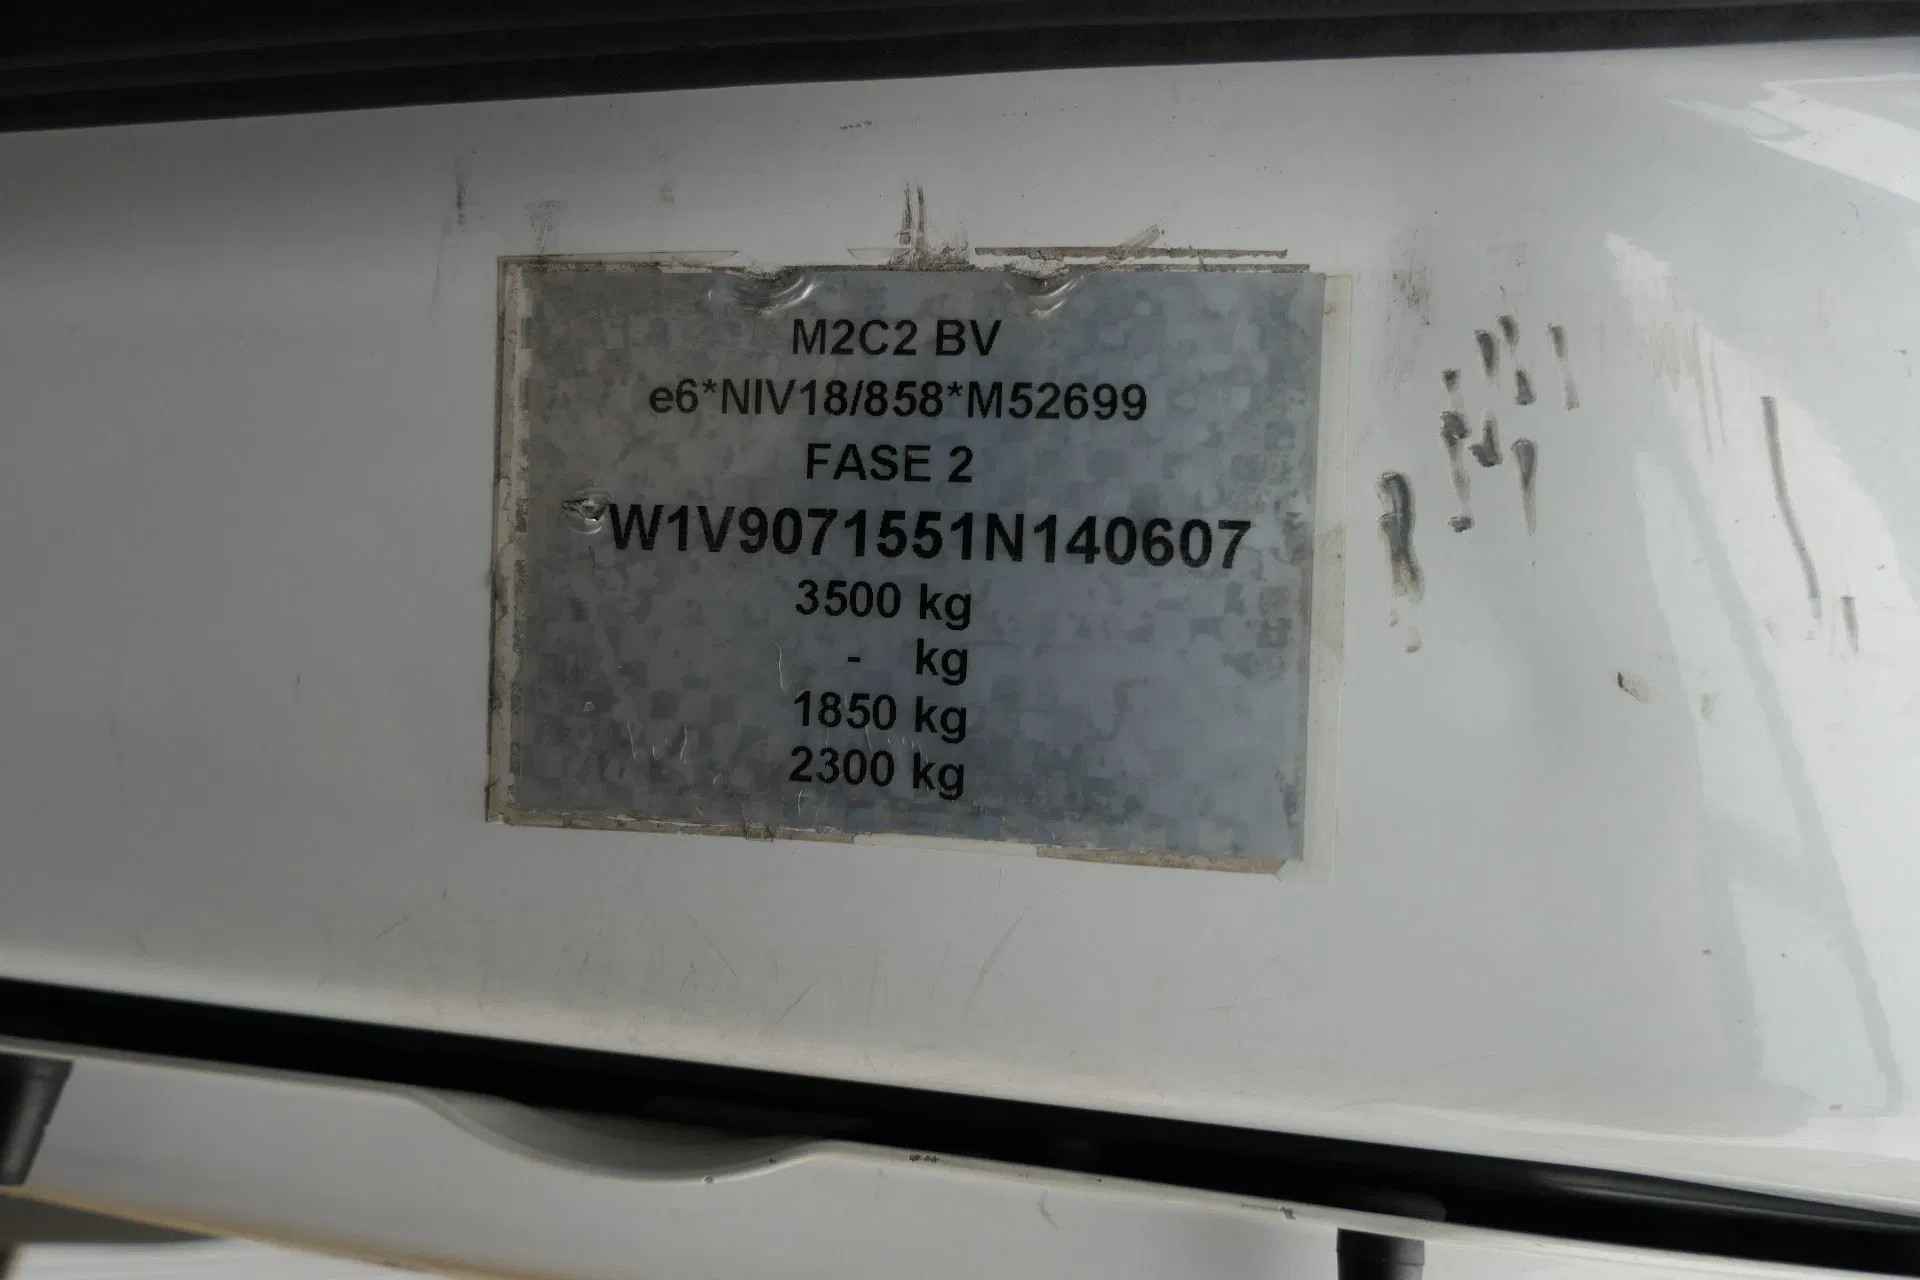 M2C2 BV
e6*NIV18/858*M52699
FASE 2
W1V9071551N140607
3500 kg
- kg
1850 kg
2300 kg